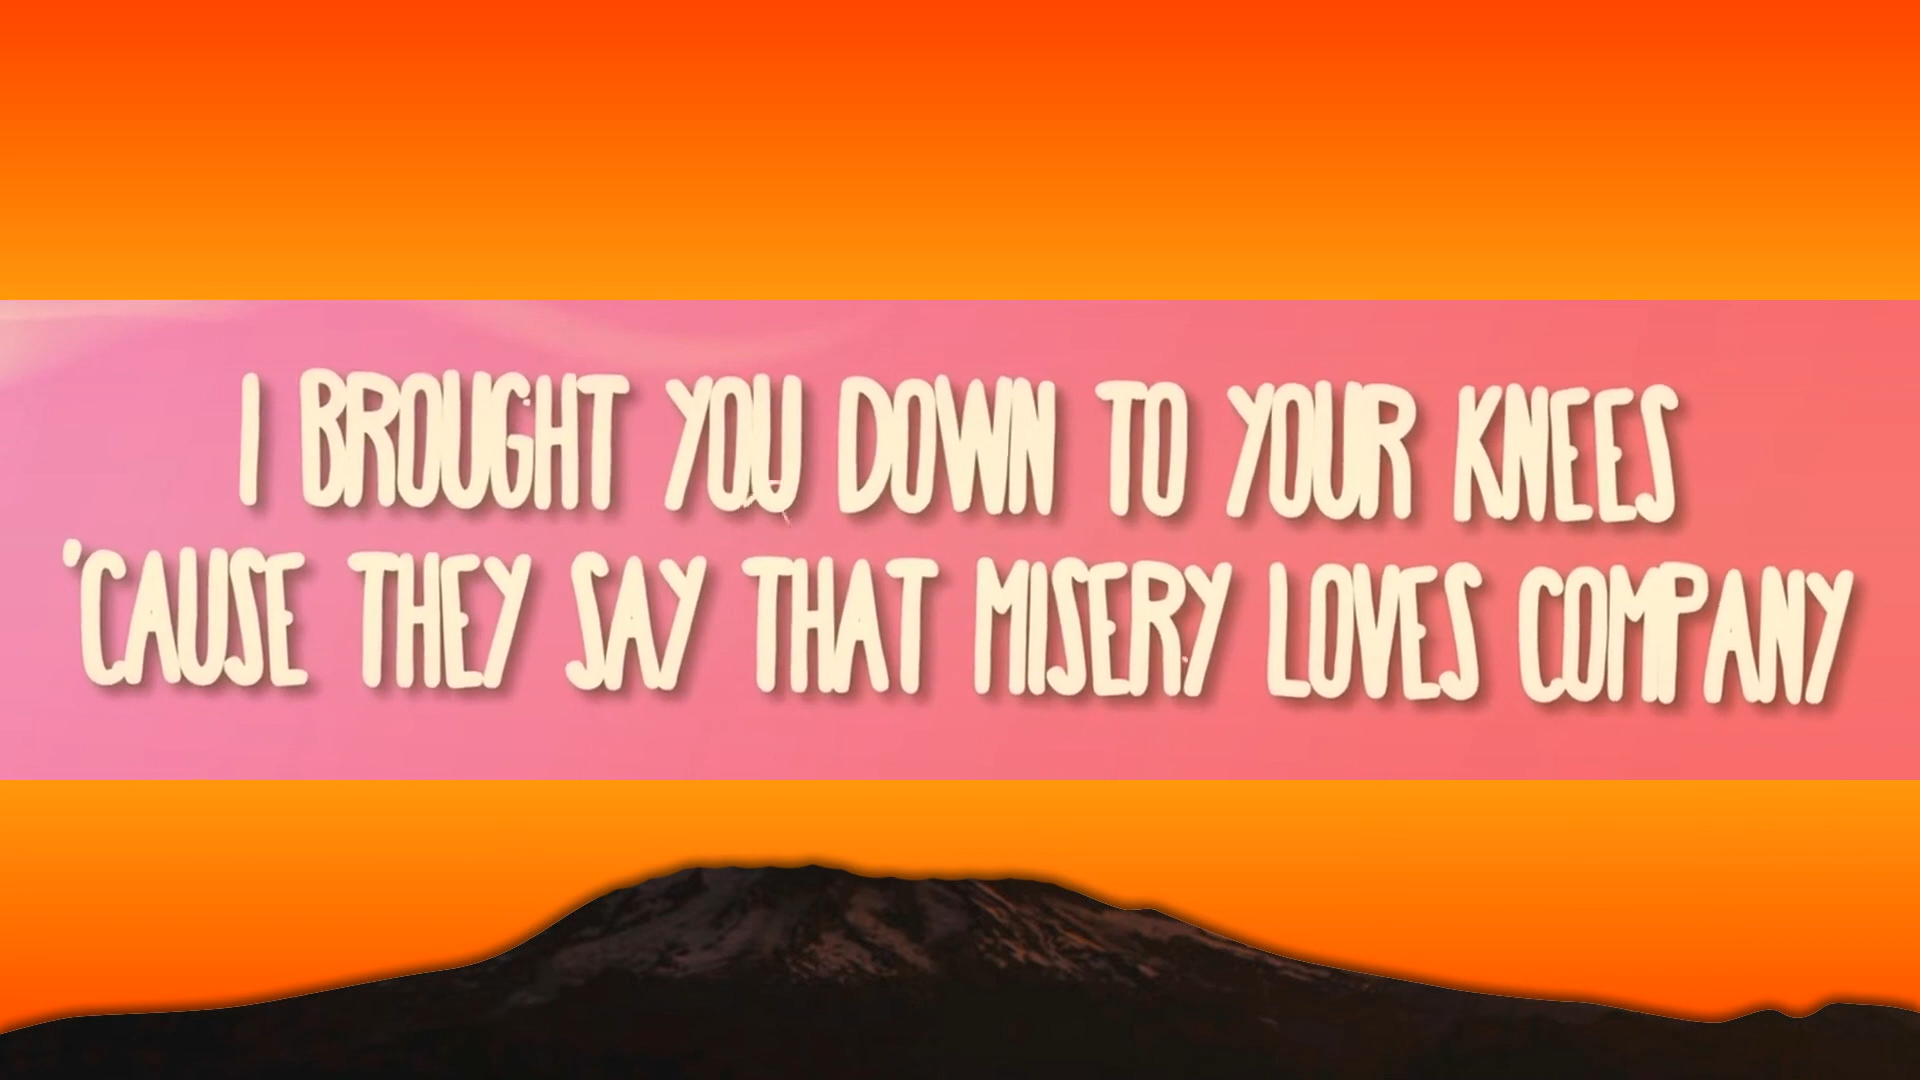 I BROUGHT YOU DOWN TO YOUR KNEES
'CAUSE THEY SAY THAT MISERY LOVES COMPANY